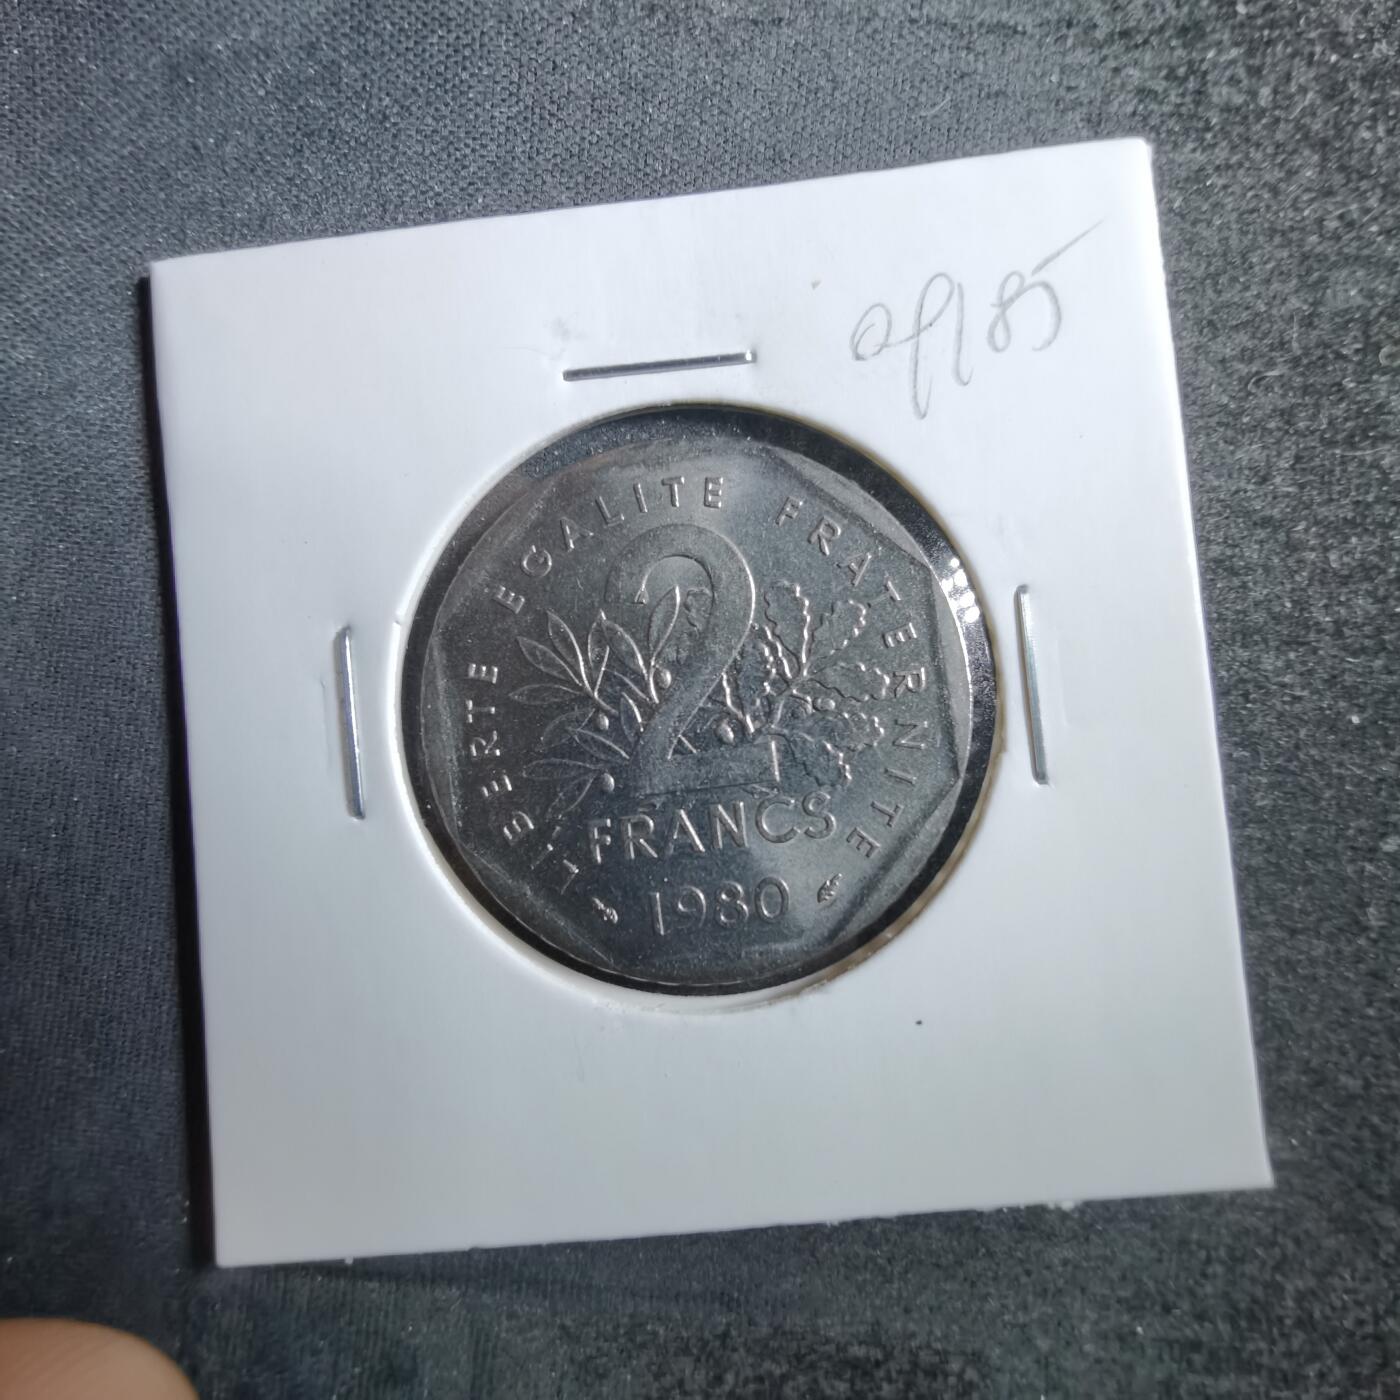 LIBERTE EGALITE FRATERNITE
2
FRANCS
1980